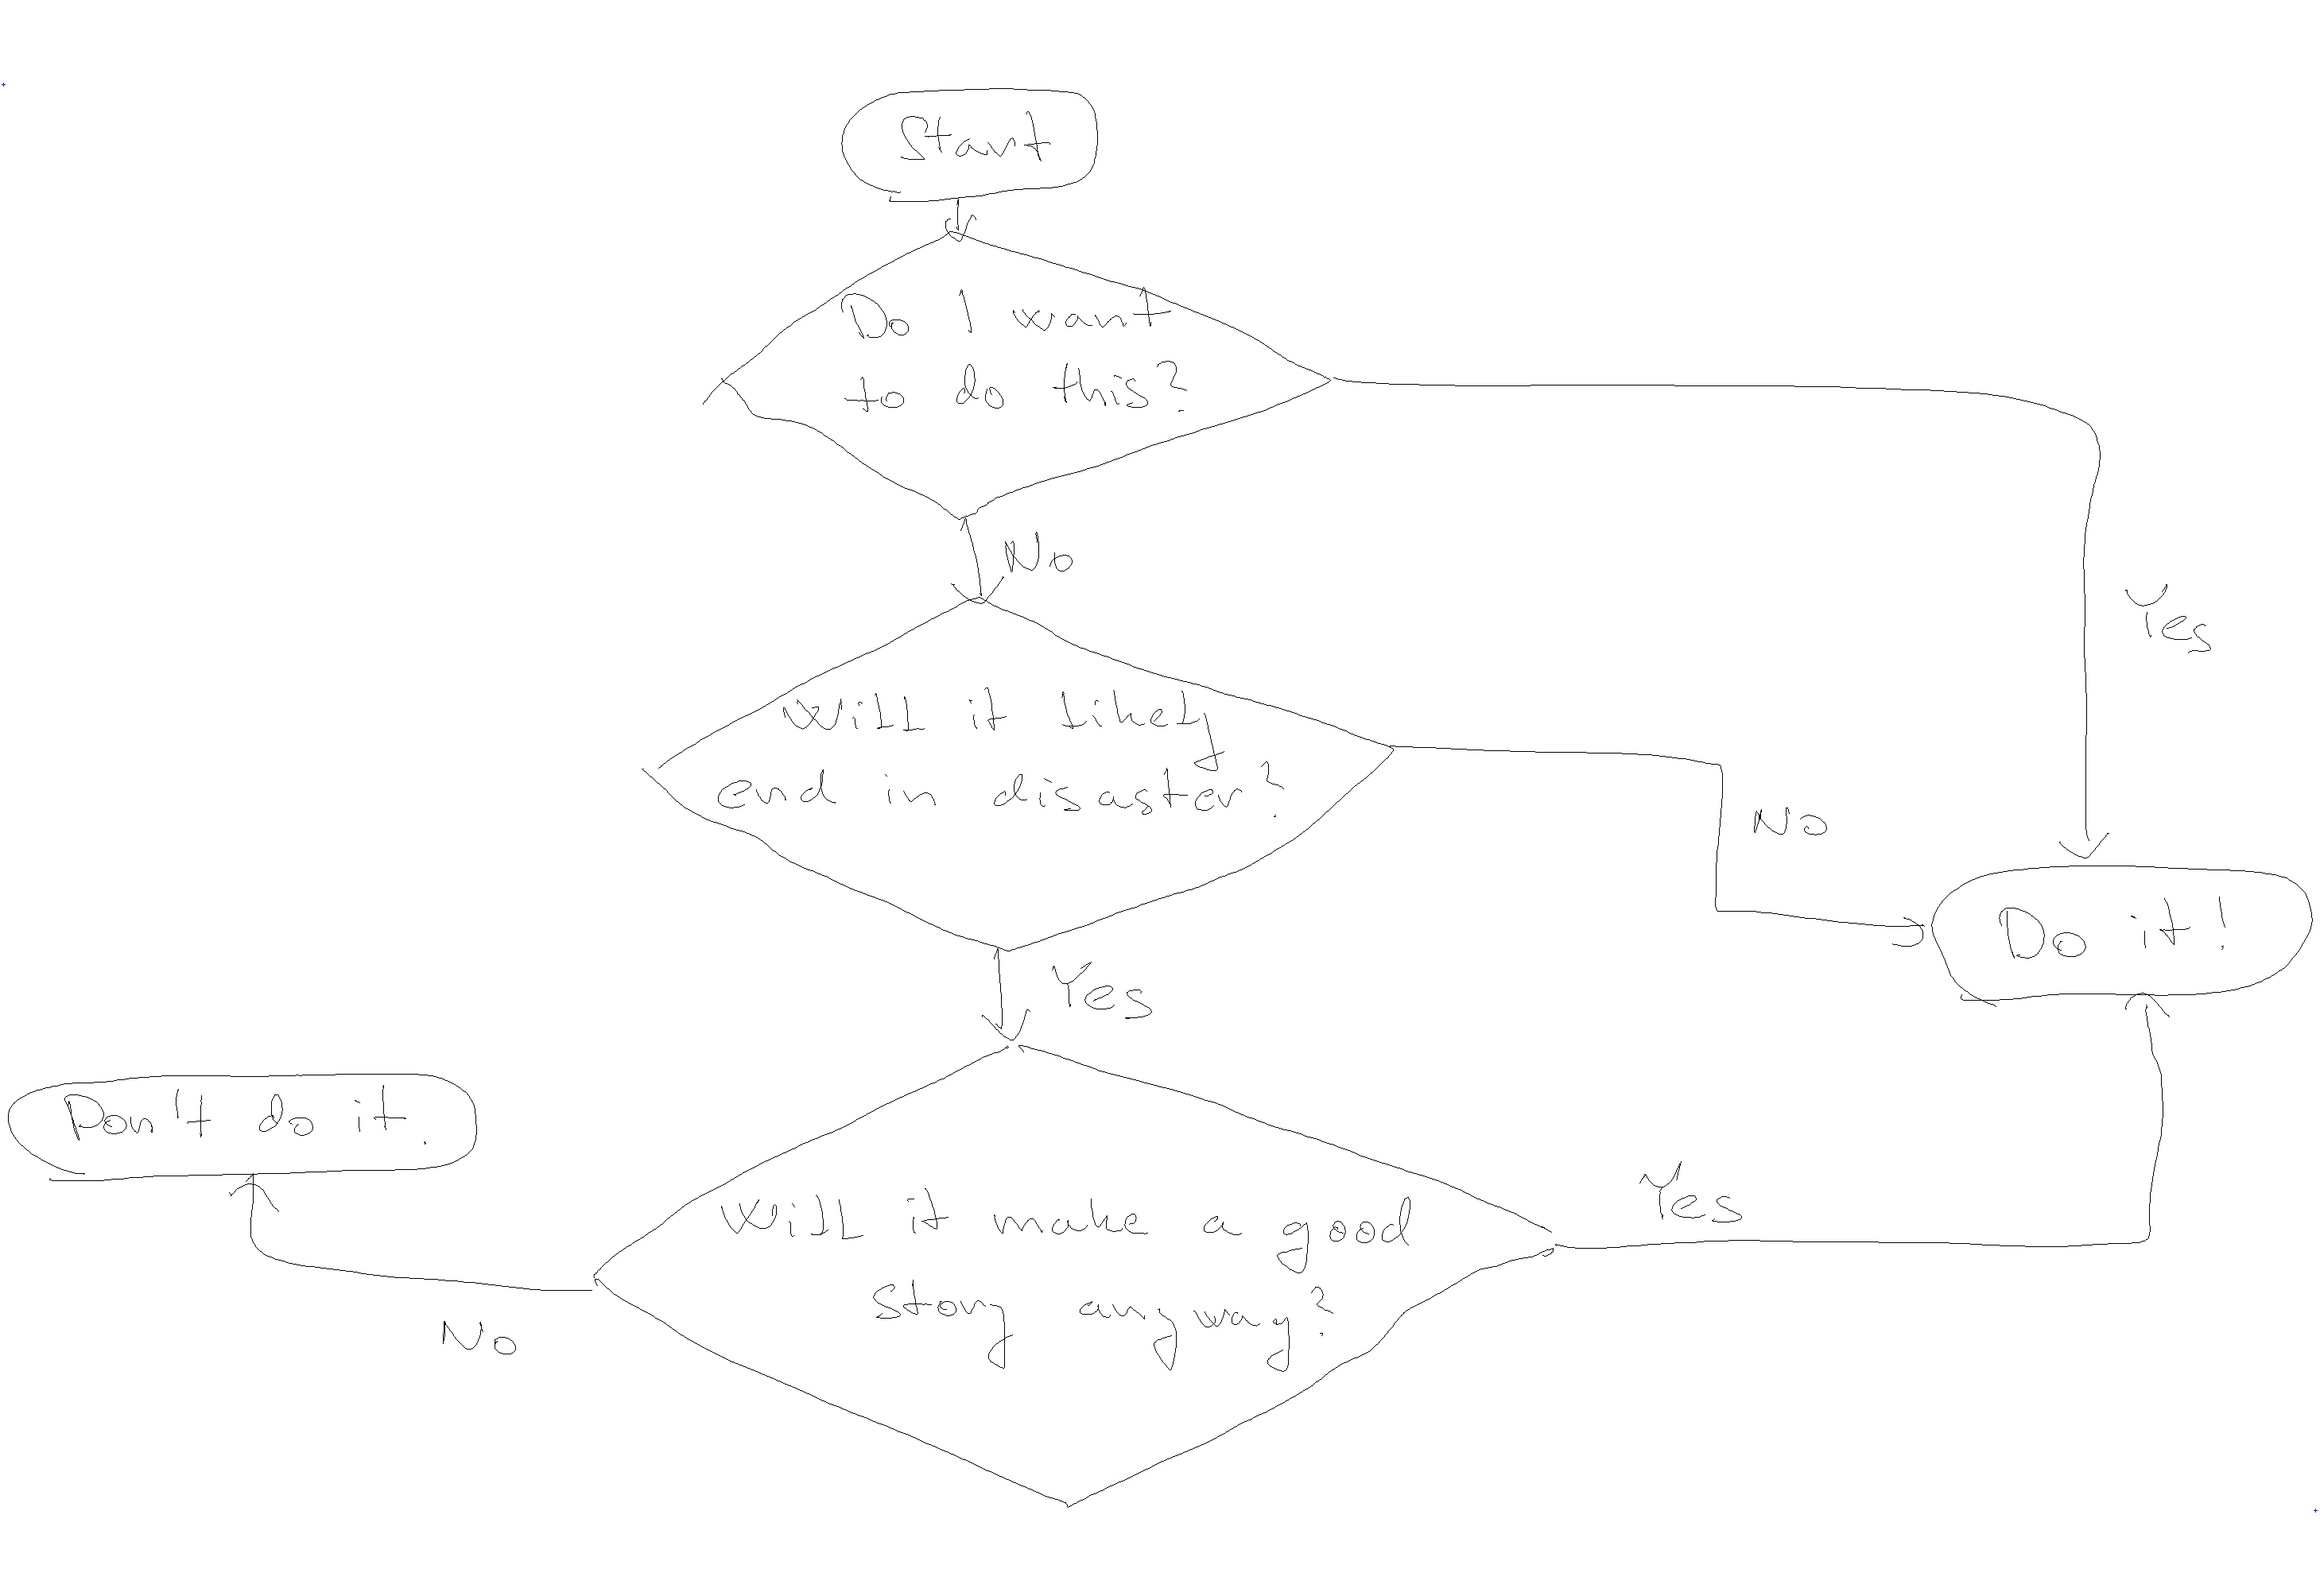 Start
Do I want
to do this?
No
Yes
Will it likely
end in disaster?
No
Do it!
Yes
Don't do it.
Will it make a good
story anyway?
Yes
No